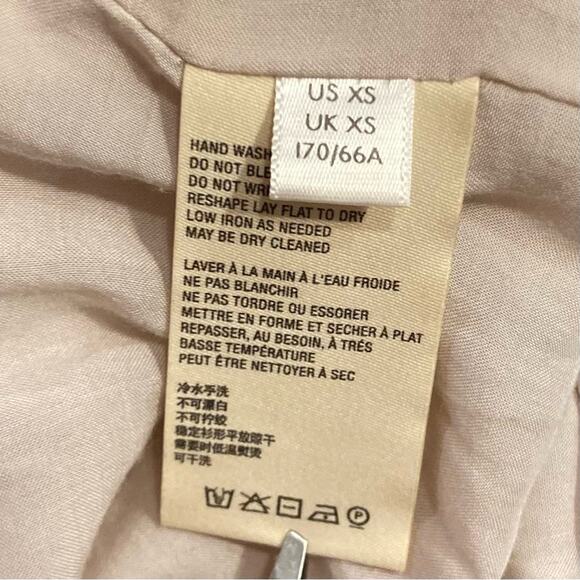 US XS
UK XS
170/66A
HAND WASH
DO NOT BLE
DO NOT WRI
RESHAPE LAY FLAT TO DRY
LOW IRON AS NEEDED
MAY BE DRY CLEANED
LAVER À LA MAIN À L'EAU FROIDE
NE PAS BLANCHIR
NE PAS TORDRE OU ESSORER
METTRE EN FORME ET SECHER À PLAT
REPASSER, AU BESOIN, À TRÉS
BASSE TEMPÉRATURE
PEUT ÊTRE NETTOYER À SEC
冷水手洗
不可漂白
不可拧绞
稳定衫形平放晾干
需要时低温熨烫
可干洗
P